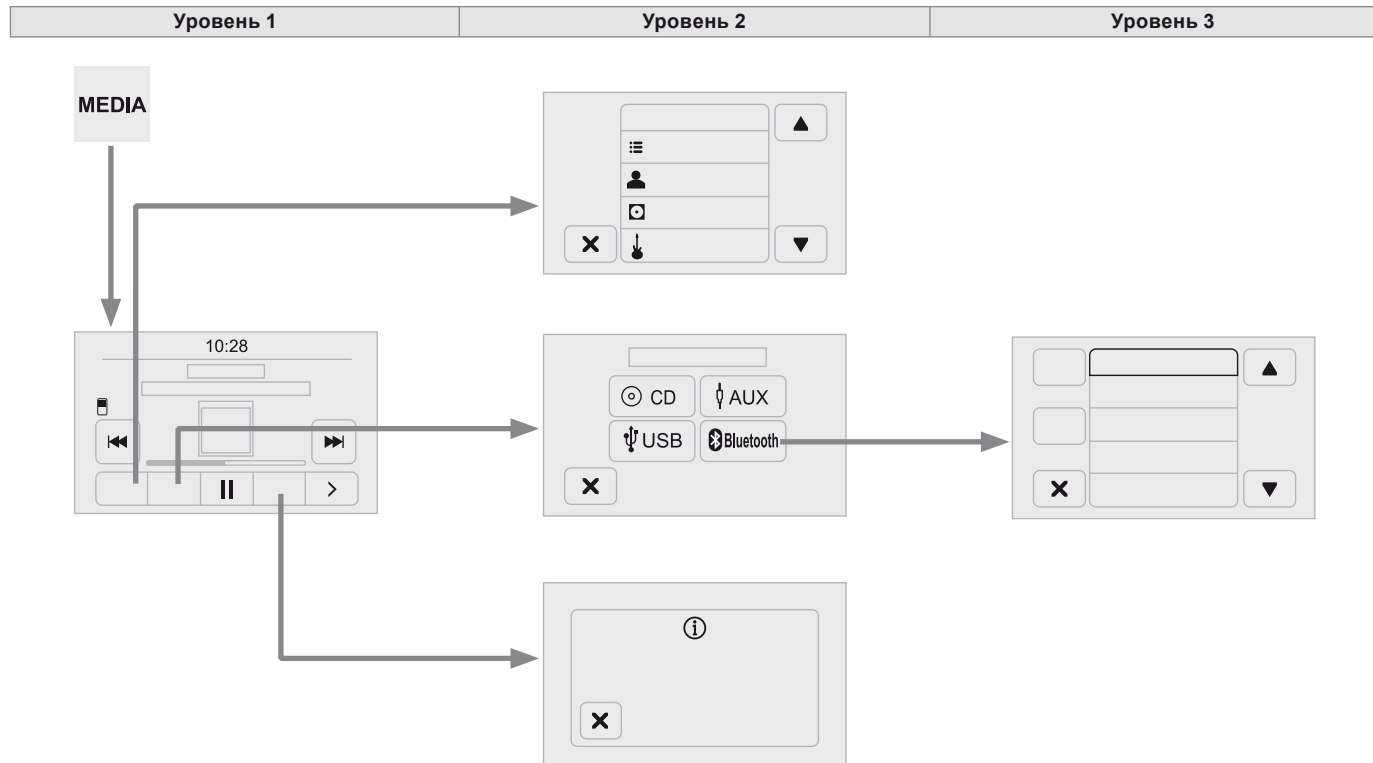 Уровень 1
Уровень 2
Уровень 3
MEDIA
10:28
CD
AUX
USB
Bluetooth